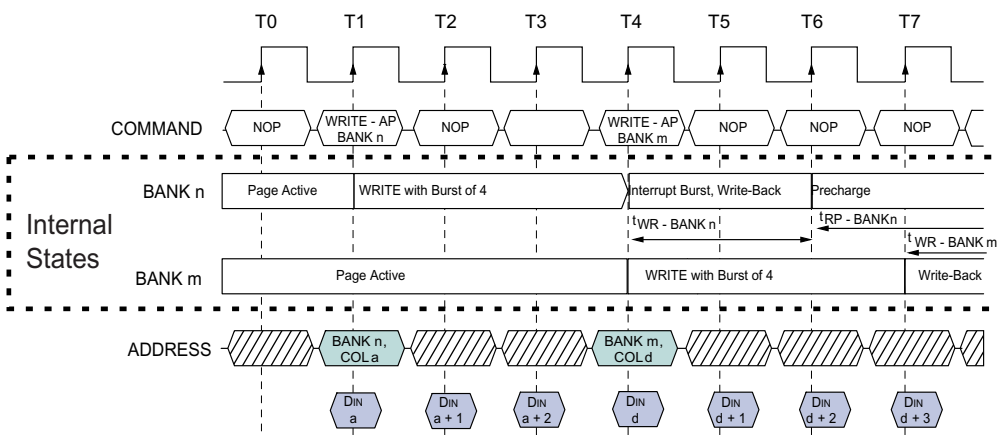 T0 T1 T2 T3 T4 T5 T6 T7
COMMAND NOP WRITE - AP BANK n NOP WRITE - AP BANK m NOP NOP NOP
BANK n Page Active WRITE with Burst of 4 Interrupt Burst, Write-Back Precharge
tWR - BANK n tRP - BANK n
Internal States
tWR - BANK m
BANK m Page Active WRITE with Burst of 4 Write-Back
ADDRESS BANK n, COL a BANK m, COL d
DIN a DIN a + 1 DIN a + 2 DIN d DIN d + 1 DIN d + 2 DIN d + 3